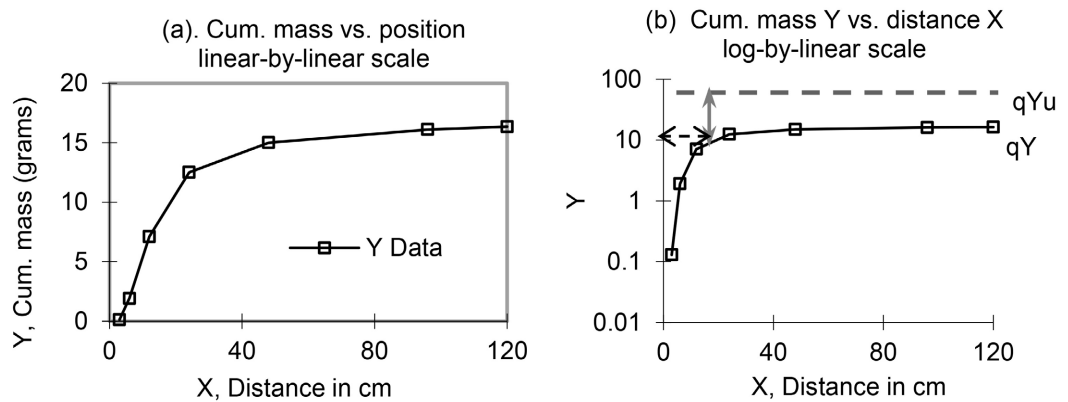 (a). Cum. mass vs. position
linear-by-linear scale
20
15
10
5
0
0
40
80
120
Y, Cum. mass (grams)
Y Data
X, Distance in cm
(b) Cum. mass Y vs. distance X
log-by-linear scale
100
10
1
0.1
0.01
0
40
80
120
Y
qYu
qY
X, Distance in cm